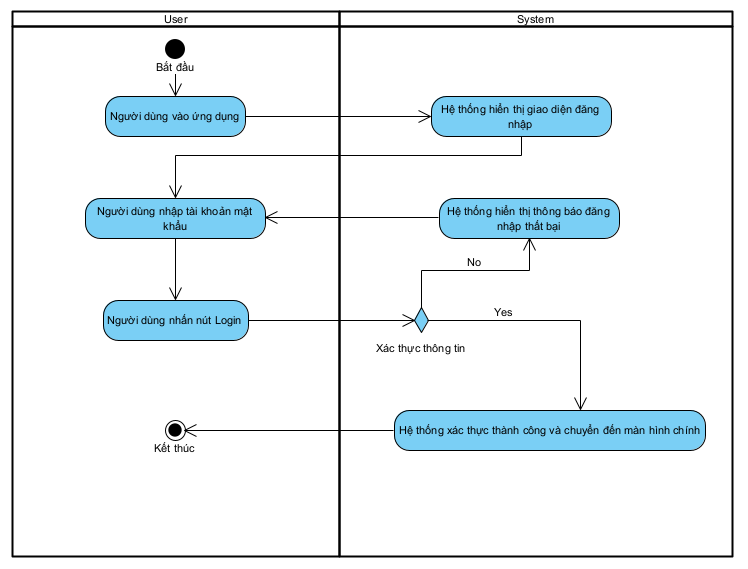 User
System
Bắt đầu
Người dùng vào ứng dụng
Hệ thống hiển thị giao diện đăng
nhập
Người dùng nhập tài khoản mật
khẩu
Hệ thống hiển thị thông báo đăng
nhập thất bại
No
Người dùng nhấn nút Login
Yes
Xác thực thông tin
Hệ thống xác thực thành công và chuyển đến màn hình chính
Kết thúc